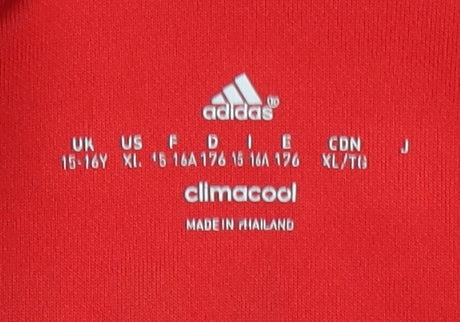 adidas®
UK US F D I E CDN J
15-16Y XL 15 16A 176 15 16A 176 XL/TG
climacool
MADE IN THAILAND